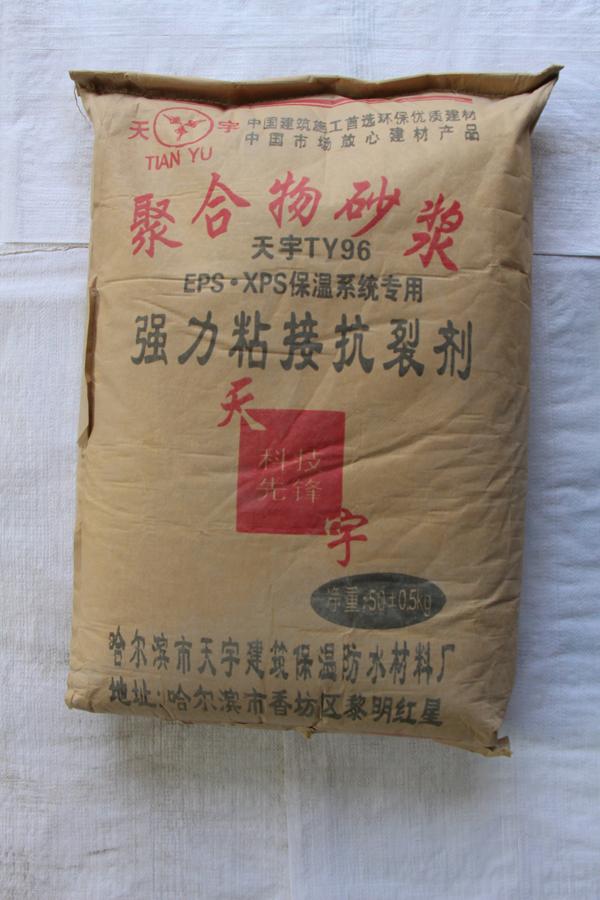 天宇
TIAN YU
中国建筑施工首选环保优质建材
中国市场放心建材产品
聚合物砂浆
天宇TY96
EPS·XPS保温系统专用
强力粘接抗裂剂
天
科技
先锋
宇
净重:50±0.5kg
哈尔滨市天宇建筑保温防水材料厂
地址:哈尔滨市香坊区黎明红星